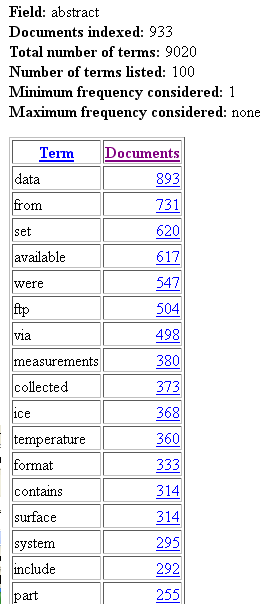 Field: abstract
Documents indexed: 933
Total number of terms: 9020
Number of terms listed: 100
Minimum frequency considered: 1
Maximum frequency considered: none
Term Documents
data 893
from 731
set 620
available 617
were 547
ftp 504
via 498
measurements 380
collected 373
ice 368
temperature 360
format 333
contains 314
surface 314
system 295
include 292
part 255